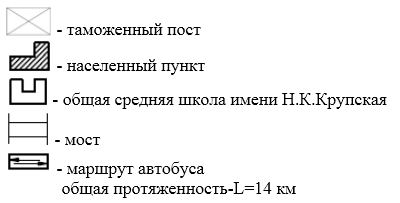 - таможенный пост
- населенный пункт
- общая средняя школа имени Н.К.Крупская
- мост
- маршрут автобуса
общая протяженность-L=14 км